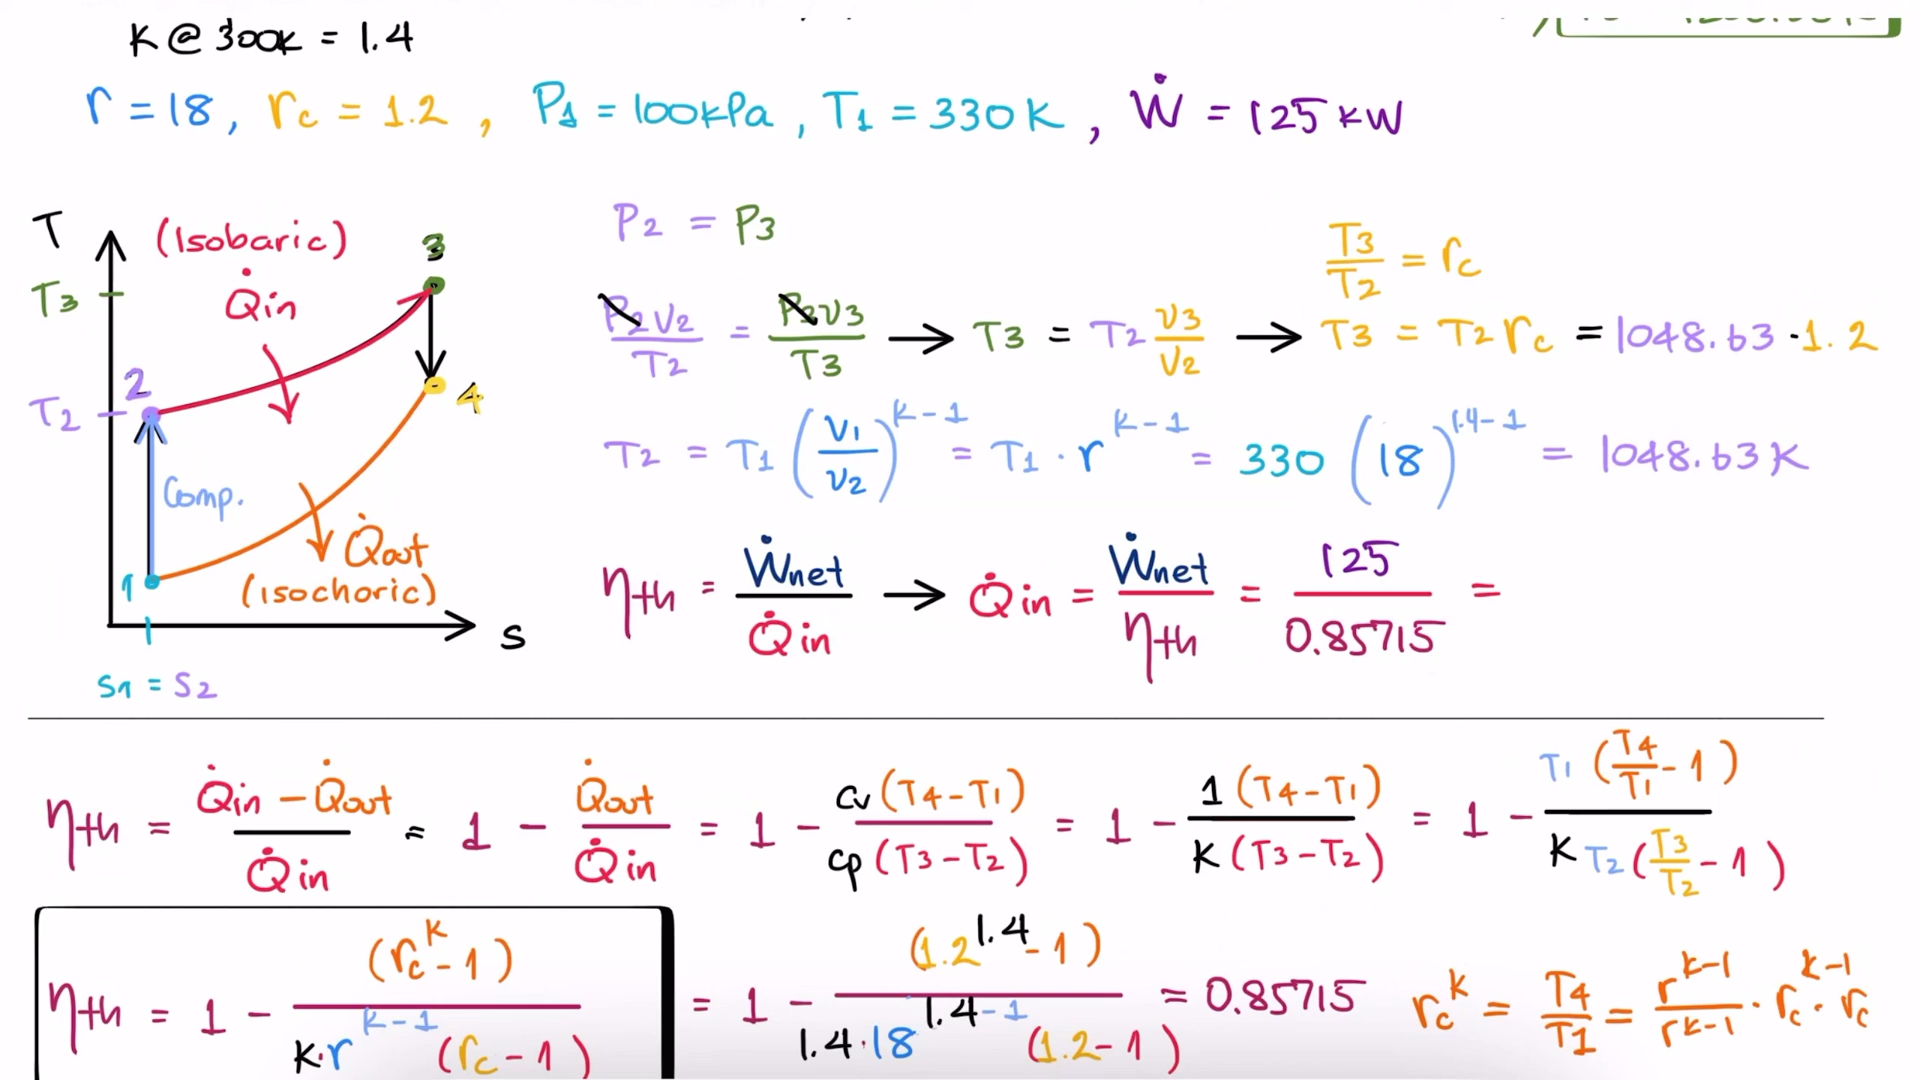 K @ 300K = 1.4
r = 18, rc = 1.2, P1 = 100kPa, T1 = 330K, Ẇ = 125 kW
T
(Isobaric)
Q̇in
3
T3
2
T2
4
Comp.
Q̇out
(isochoric)
1
1
s
s1 = s2
P2 = P3
T3/T2 = rc
P2V2/T2 = P3V3/T3 → T3 = T2 V3/V2 → T3 = T2 rc = 1048.63 · 1.2
T2 = T1 (V1/V2)^(K-1) = T1 · r^(K-1) = 330 (18)^(1.4-1) = 1048.63K
ηth = Ẇnet/Q̇in → Q̇in = Ẇnet/ηth = 125/0.85715 =
ηth = (Q̇in - Q̇out)/Q̇in = 1 - Q̇out/Q̇in = 1 - Cv(T4-T1)/Cp(T3-T2) = 1 - 1(T4-T1)/K(T3-T2) = 1 - T1(T4/T1 - 1)/KT2(T3/T2 - 1)
ηth = 1 - (rc^K - 1)/K·r^(K-1)(rc - 1) = 1 - (1.2^1.4 - 1)/1.4·18^(1.4-1)(1.2-1) = 0.85715
rc^K = T4/T1 = r^(K-1)/r^(K-1) · rc^(K-1) · rc